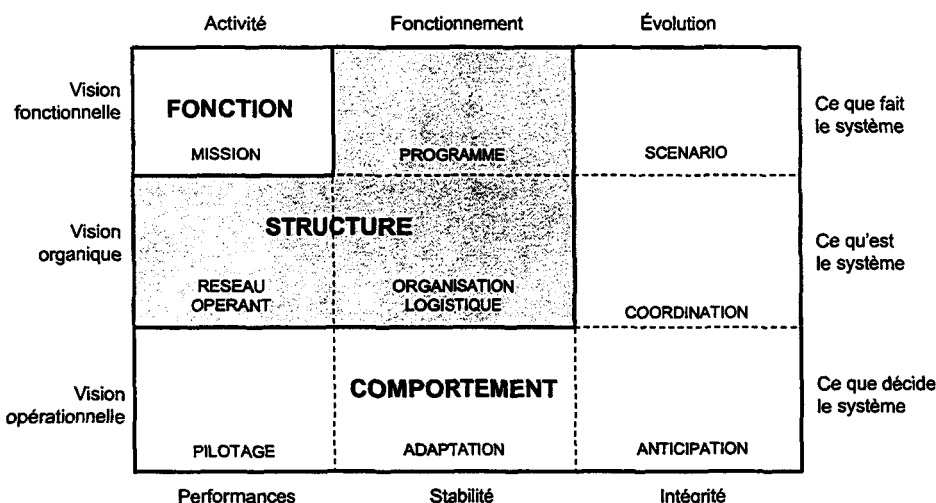 Activité Fonctionnement Évolution
Vision
fonctionnelle
FONCTION
MISSION PROGRAMME SCENARIO
Ce que fait
le système
Vision
organique
STRUCTURE
RESEAU
OPERANT
ORGANISATION
LOGISTIQUE
COORDINATION
Ce qu'est
le système
Vision
opérationnelle
COMPORTEMENT
PILOTAGE ADAPTATION ANTICIPATION
Ce que décide
le système
Performances Stabilité Intégrité